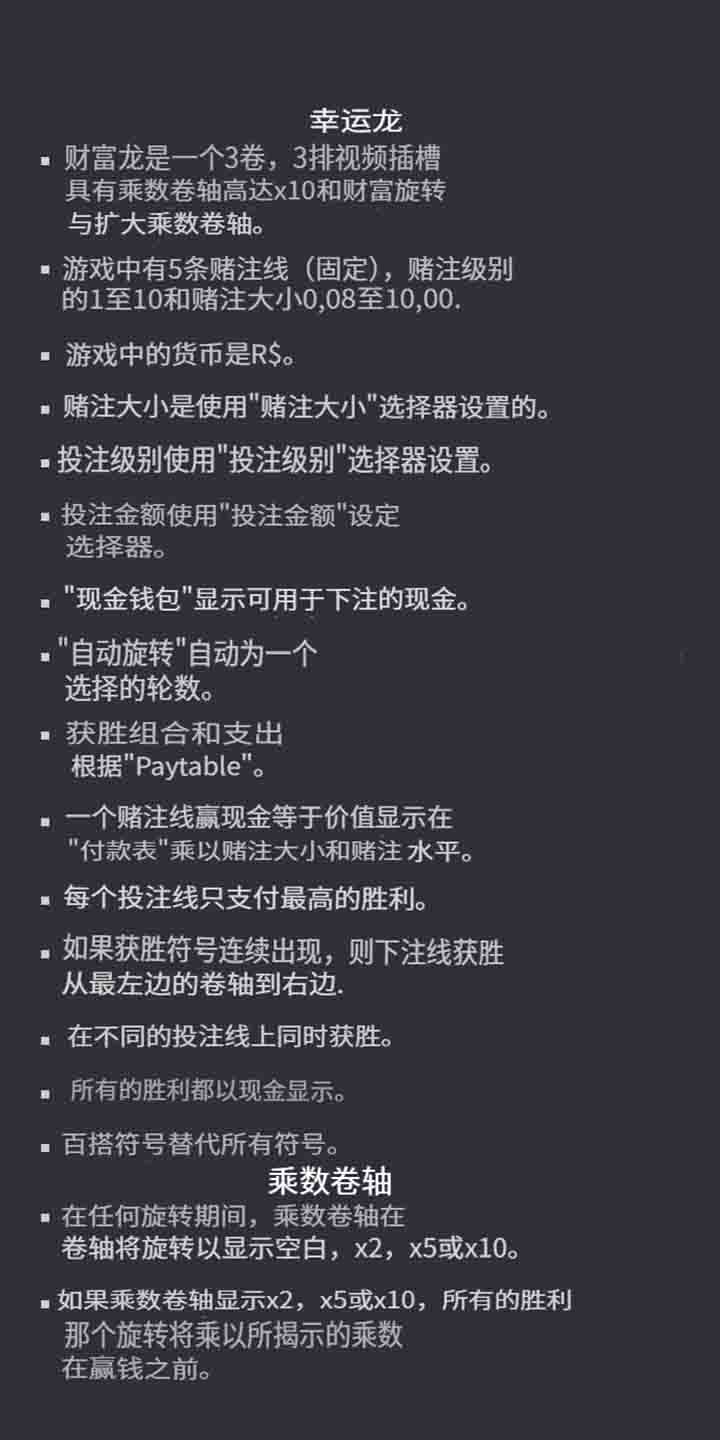 幸运龙
▪ 财富龙是一个3卷，3排视频插槽
具有乘数卷轴高达x10和财富旋转
与扩大乘数卷轴。
▪ 游戏中有5条赌注线（固定），赌注级别
的1至10和赌注大小0,08至10,00.
▪ 游戏中的货币是R$。
▪ 赌注大小是使用"赌注大小"选择器设置的。
▪ 投注级别使用"投注级别"选择器设置。
▪ 投注金额使用"投注金额"设定
选择器。
▪ "现金钱包"显示可用于下注的现金。
▪ "自动旋转"自动为一个
选择的轮数。
▪ 获胜组合和支出
根据"Paytable"。
▪ 一个赌注线赢现金等于价值显示在
"付款表"乘以赌注大小和赌注 水平。
▪ 每个投注线只支付最高的胜利。
▪ 如果获胜符号连续出现，则下注线获胜
从最左边的卷轴到右边.
▪ 在不同的投注线上同时获胜。
▪ 所有的胜利都以现金显示。
▪ 百搭符号替代所有符号。
乘数卷轴
▪ 在任何旋转期间，乘数卷轴在
卷轴将旋转以显示空白，x2，x5或x10。
▪ 如果乘数卷轴显示x2，x5或x10，所有的胜利
那个旋转将乘以所揭示的乘数
在赢钱之前。